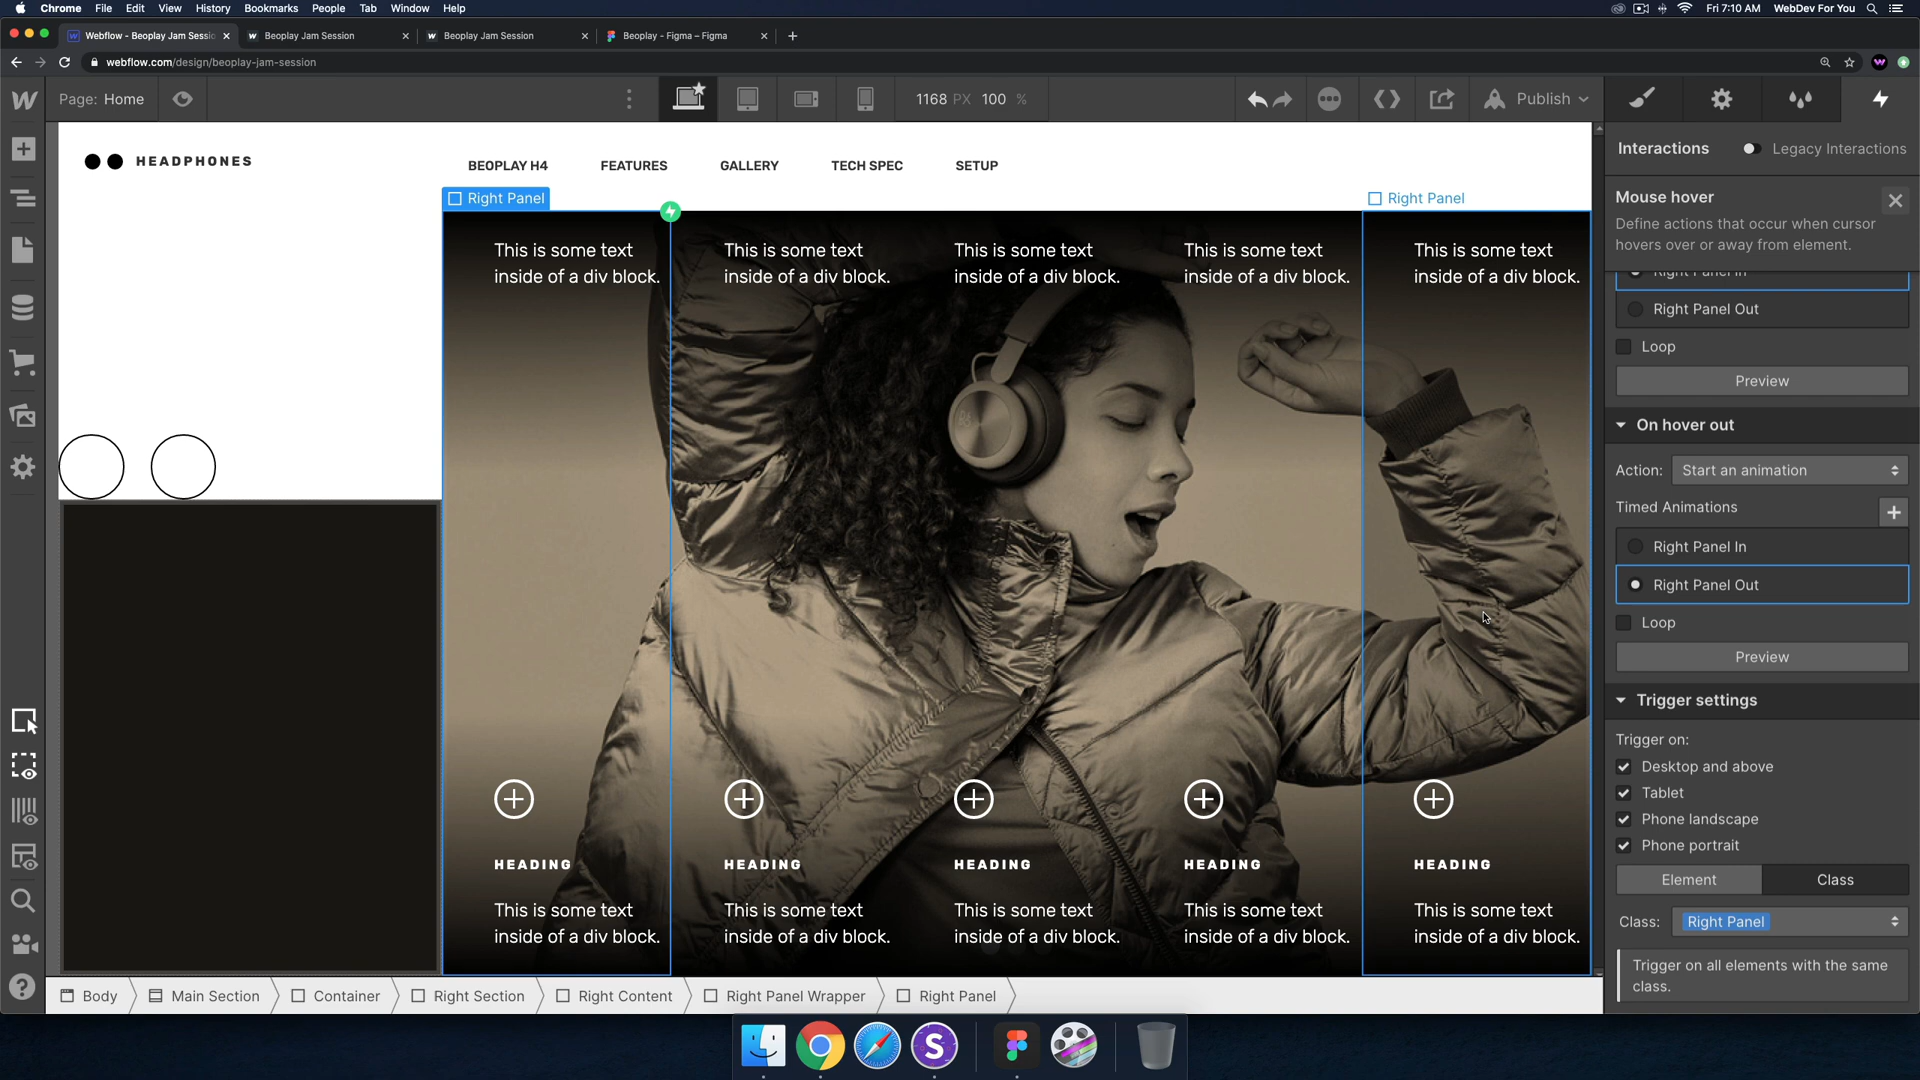 Chrome File Edit View History Bookmarks People Tab Window Help
Fri 7:10 AM WebDev For You
Webflow - Beoplay Jam Sessio
Beoplay Jam Session
Beoplay Jam Session
Beoplay - Figma – Figma
webflow.com/design/beoplay-jam-session
Page: Home
1168 PX 100 %
Publish
HEADPHONES
BEOPLAY H4 FEATURES GALLERY TECH SPEC SETUP
Right Panel
Right Panel
This is some text
inside of a div block.
This is some text
inside of a div block.
This is some text
inside of a div block.
This is some text
inside of a div block.
This is some text
inside of a div block.
HEADING
This is some text
inside of a div block.
HEADING
This is some text
inside of a div block.
HEADING
This is some text
inside of a div block.
HEADING
This is some text
inside of a div block.
HEADING
This is some text
inside of a div block.
Body Main Section Container Right Section Right Content Right Panel Wrapper Right Panel
Interactions Legacy Interactions
Mouse hover
Define actions that occur when cursor
hovers over or away from element.
Right Panel In
Right Panel Out
Loop
Preview
On hover out
Action: Start an animation
Timed Animations
Right Panel In
Right Panel Out
Loop
Preview
Trigger settings
Trigger on:
Desktop and above
Tablet
Phone landscape
Phone portrait
Element Class
Class: Right Panel
Trigger on all elements with the same
class.